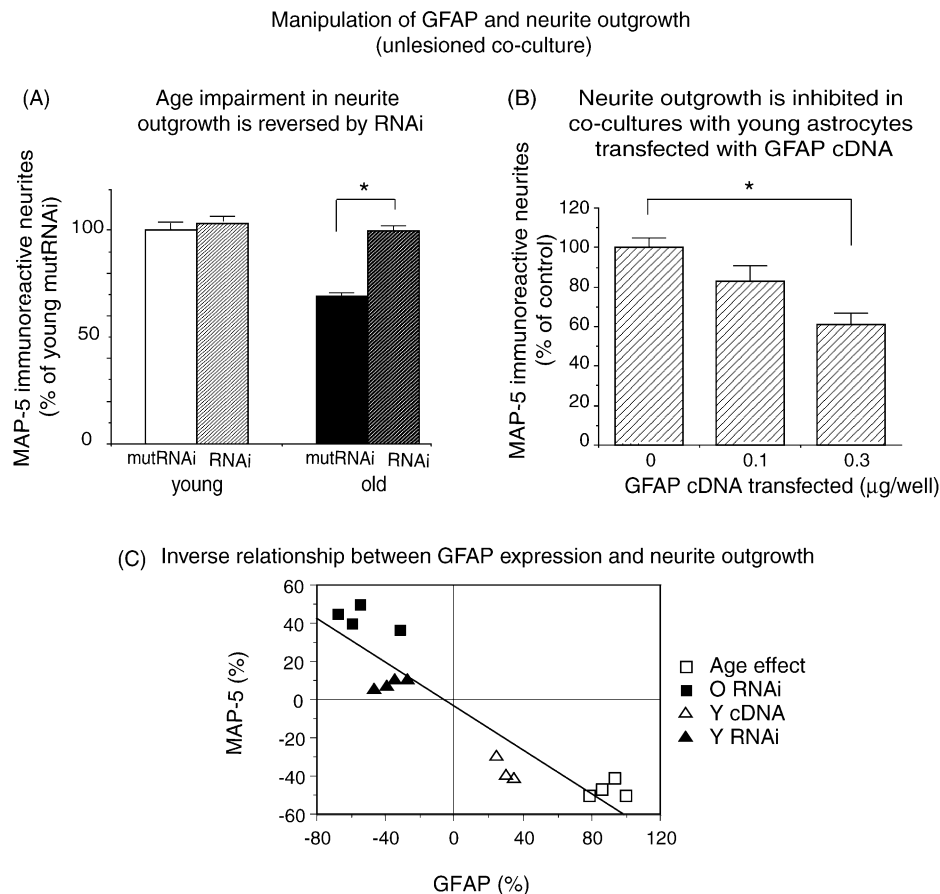 Manipulation of GFAP and neurite outgrowth
(unlesioned co-culture)
(A)
Age impairment in neurite
outgrowth is reversed by RNAi
MAP-5 immunoreactive neurites
(% of young mutRNAi)
100
50
0
*
mutRNAi RNAi mutRNAi RNAi
young old
(B)
Neurite outgrowth is inhibited in
co-cultures with young astrocytes
transfected with GFAP cDNA
MAP-5 immunoreactive neurites
(% of control)
120
100
80
60
40
20
0
*
0 0.1 0.3
GFAP cDNA transfected (μg/well)
(C) Inverse relationship between GFAP expression and neurite outgrowth
MAP-5 (%)
60
40
20
0
-20
-40
-60
-80 -40 0 40 80 120
GFAP (%)
Age effect
O RNAi
Y cDNA
Y RNAi